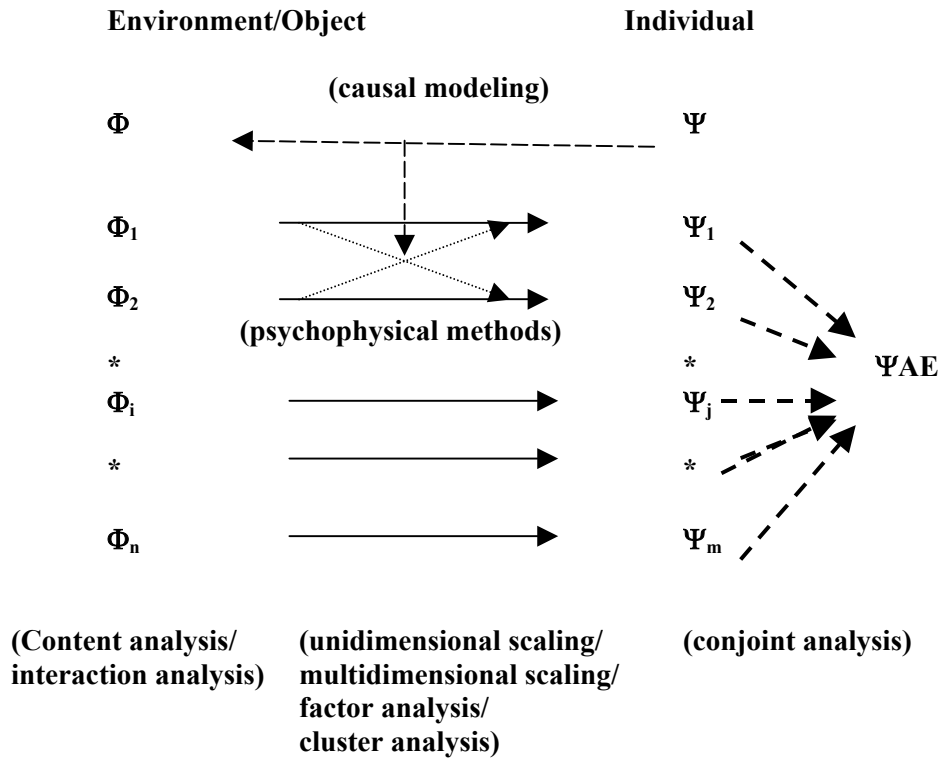 Environment/Object Individual
(causal modeling)
Φ Ψ
Φ1 Ψ1
Φ2 Ψ2
(psychophysical methods)
* * ΨAE
Φi Ψj
* *
Φn Ψm
(Content analysis/ (unidimensional scaling/ (conjoint analysis)
interaction analysis) multidimensional scaling/
factor analysis/
cluster analysis)